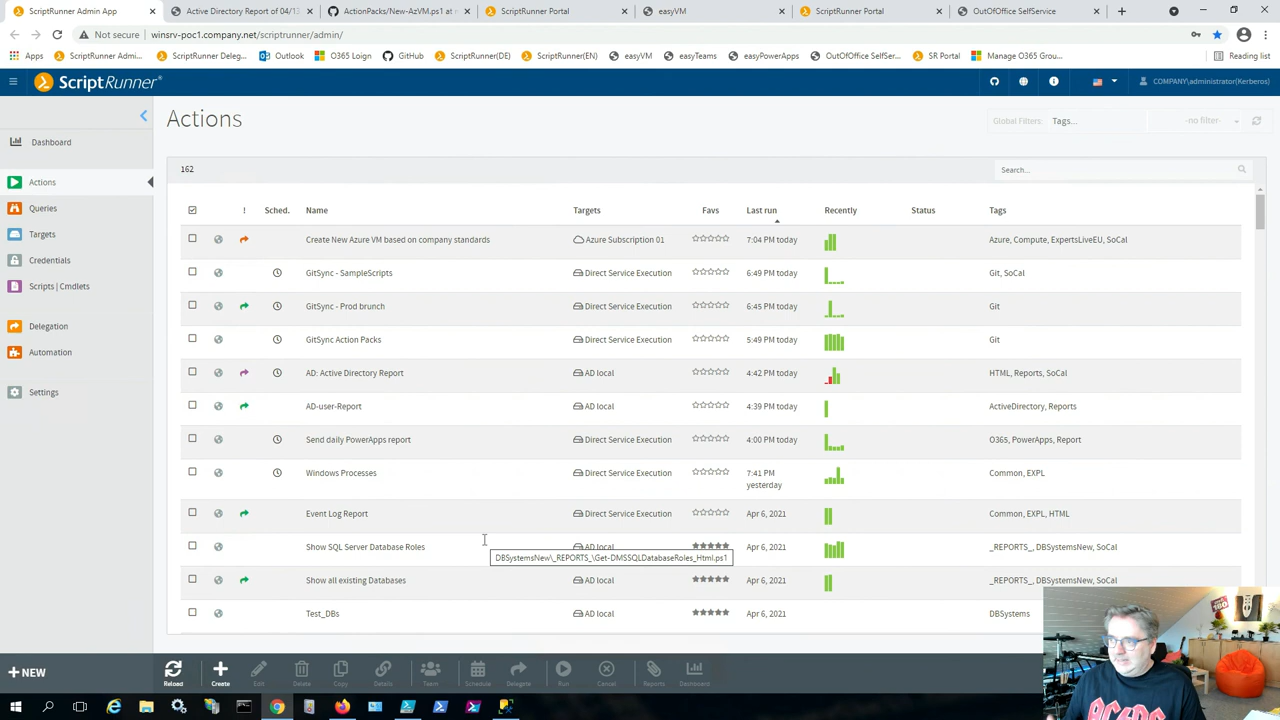 ScriptRunner Admin App
Active Directory Report of 04/13
ActionPacks/New-AzVM.ps1 at m
ScriptRunner Portal
easyVM
ScriptRunner Portal
OutOfOffice SelfService
Not secure
winsrv-poc1.company.net/scriptrunner/admin/
Apps
ScriptRunner Admi...
ScriptRunner Deleg...
Outlook
O365 Loign
GitHub
ScriptRunner(DE)
ScriptRunner(EN)
easyVM
easyTeams
easyPowerApps
OutOfOffice SelfSer...
SR Portal
Manage O365 Grou...
Reading list
ScriptRunner®
COMPANY\administrator(Kerberos)
Actions
Global Filters:
Tags...
-no filter-
Dashboard
Actions
Queries
Targets
Credentials
Scripts | Cmdlets
Delegation
Automation
Settings
162
Search...
! Sched. Name Targets Favs Last run Recently Status Tags
Create New Azure VM based on company standards Azure Subscription 01 7:04 PM today Azure, Compute, ExpertsLiveEU, SoCal
GitSync - SampleScripts Direct Service Execution 6:49 PM today Git, SoCal
GitSync - Prod brunch Direct Service Execution 6:45 PM today Git
GitSync Action Packs Direct Service Execution 5:49 PM today Git
AD: Active Directory Report AD local 4:42 PM today HTML, Reports, SoCal
AD-user-Report AD local 4:39 PM today ActiveDirectory, Reports
Send daily PowerApps report Direct Service Execution 4:00 PM today O365, PowerApps, Report
Windows Processes Direct Service Execution 7:41 PM yesterday Common, EXPL
Event Log Report Direct Service Execution Apr 6, 2021 Common, EXPL, HTML
Show SQL Server Database Roles AD local Apr 6, 2021 _REPORTS_, DBSystemsNew, SoCal
DBSystemsNew\_REPORTS_\Get-DMSSQLDatabaseRoles_Html.ps1
Show all existing Databases AD local Apr 6, 2021 _REPORTS_, DBSystemsNew, SoCal
Test_DBs AD local Apr 6, 2021 DBSystems
+NEW
Reload
Create
Edit
Delete
Copy
Details
Team
Schedule
Delegate
Run
Cancel
Reports
Dashboard